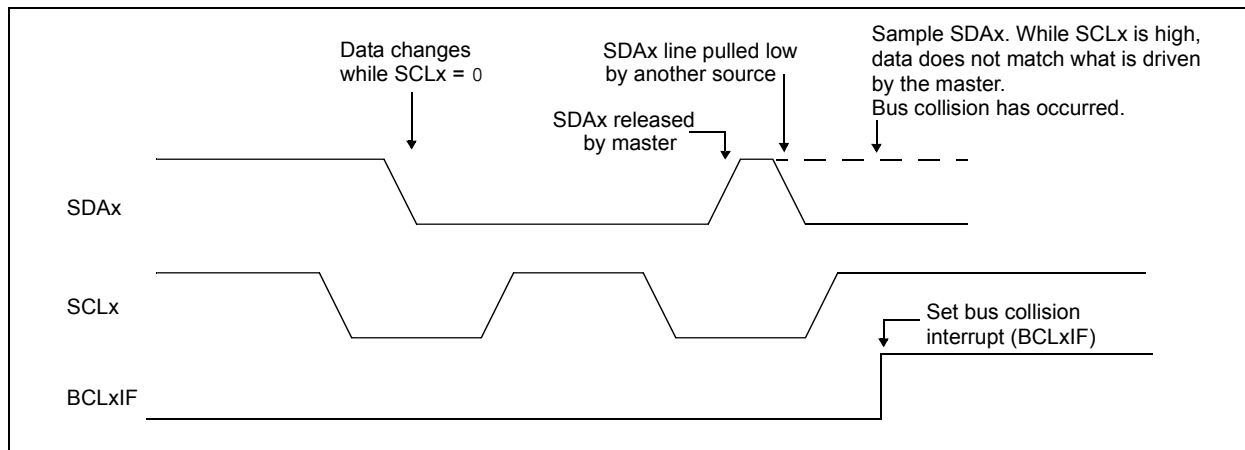 Data changes
while SCLx = 0
SDAx line pulled low
by another source
SDAx released
by master
Sample SDAx. While SCLx is high,
data does not match what is driven
by the master.
Bus collision has occurred.
SDAx
SCLx
Set bus collision
interrupt (BCLxIF)
BCLxIF